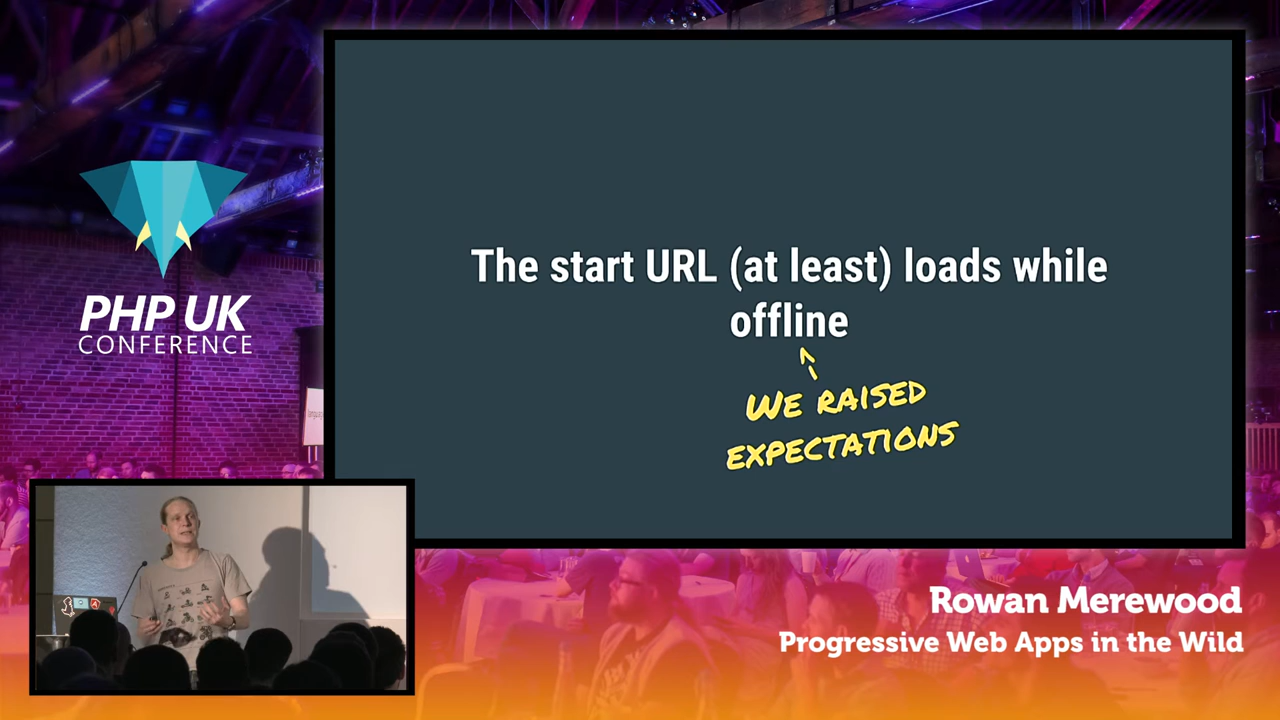 The start URL (at least) loads while
offline
WE RAISED
EXPECTATIONS
PHP UK
CONFERENCE
Rowan Merewood
Progressive Web Apps in the Wild